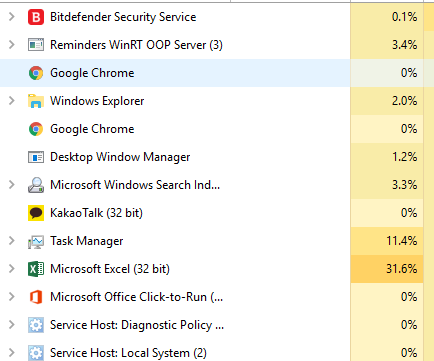 Bitdefender Security Service 0.1%
Reminders WinRT OOP Server (3) 3.4%
Google Chrome 0%
Windows Explorer 2.0%
Google Chrome 0%
Desktop Window Manager 1.2%
Microsoft Windows Search Ind... 3.3%
KakaoTalk (32 bit) 0%
Task Manager 11.4%
Microsoft Excel (32 bit) 31.6%
Microsoft Office Click-to-Run (... 0%
Service Host: Diagnostic Policy ... 0%
Service Host: Local System (2) 0%